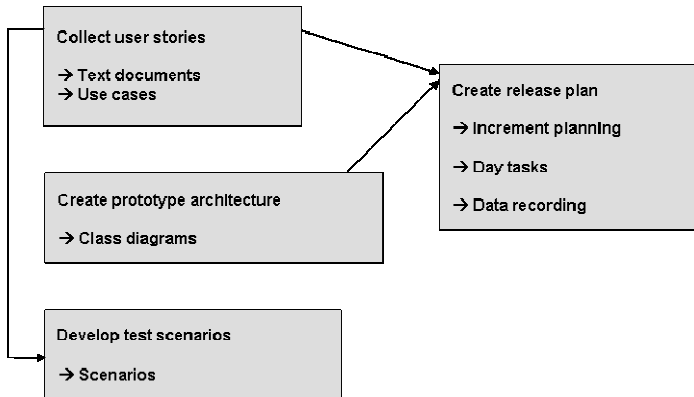 Collect user stories
→ Text documents
→ Use cases
Create prototype architecture
→ Class diagrams
Develop test scenarios
→ Scenarios
Create release plan
→ Increment planning
→ Day tasks
→ Data recording